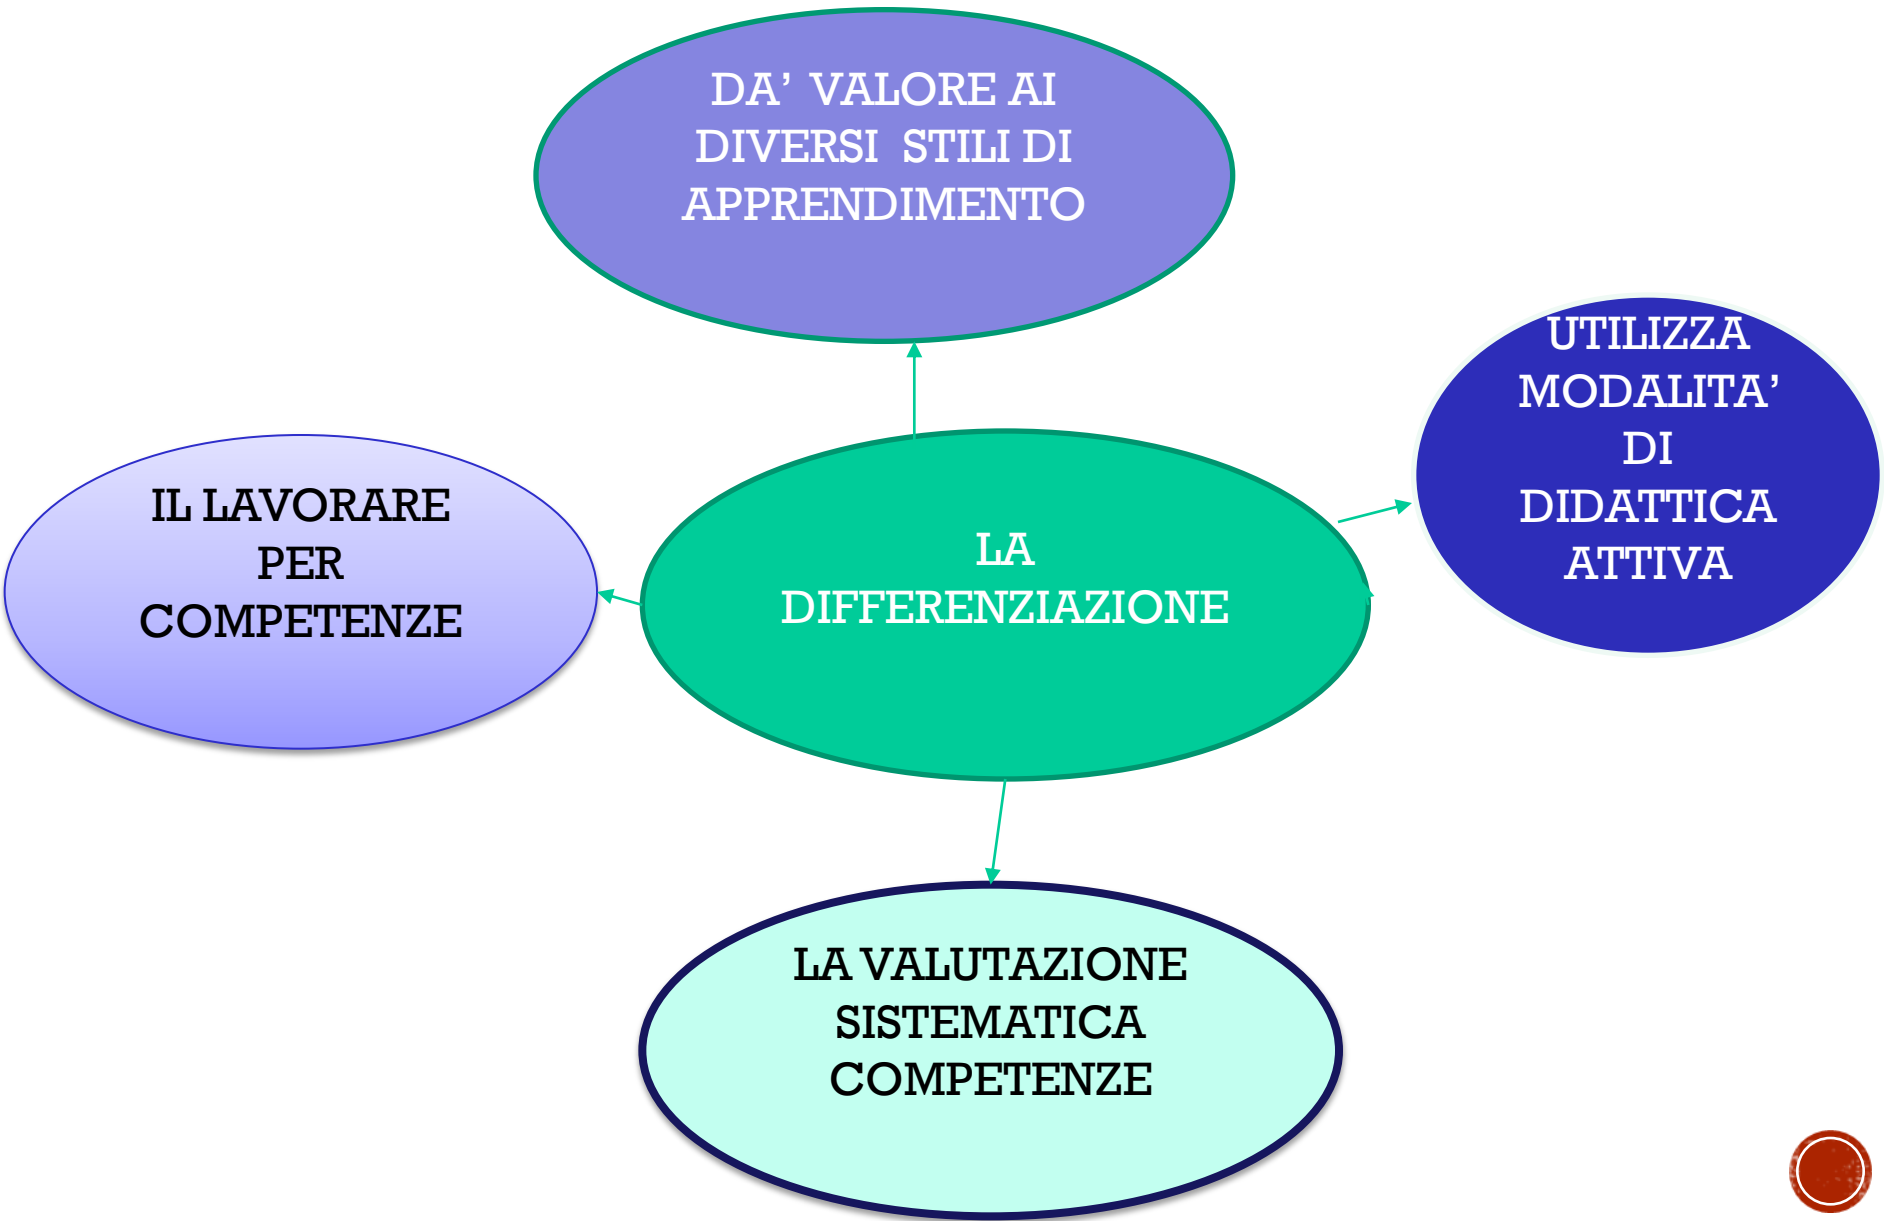 DA’ VALORE AI
DIVERSI STILI DI
APPRENDIMENTO
UTILIZZA
MODALITA’
DI
DIDATTICA
ATTIVA
IL LAVORARE
PER
COMPETENZE
LA
DIFFERENZIAZIONE
LA VALUTAZIONE
SISTEMATICA
COMPETENZE